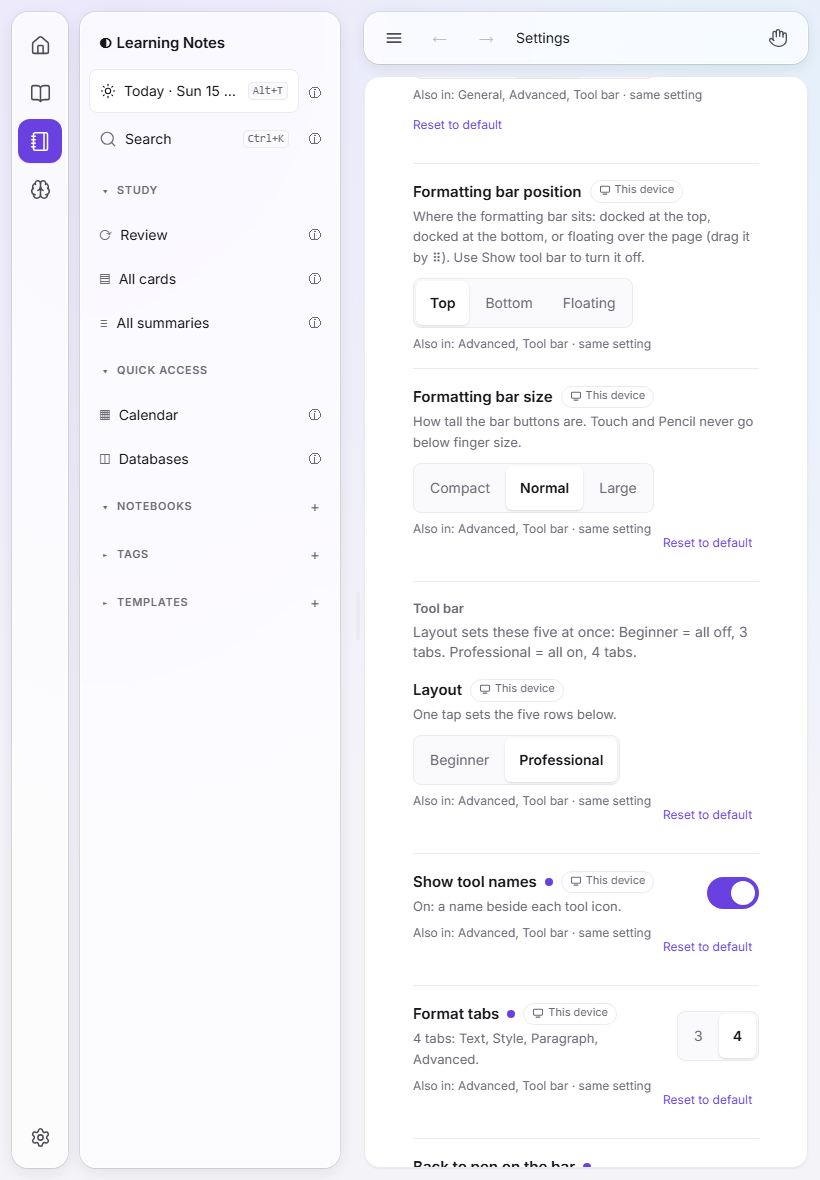 Learning Notes
Today · Sun 15 ... Alt+T
Search Ctrl+K
STUDY
Review
All cards
All summaries
QUICK ACCESS
Calendar
Databases
NOTEBOOKS +
TAGS +
TEMPLATES +
Settings
Also in: General, Advanced, Tool bar · same setting
Reset to default
Formatting bar position This device
Where the formatting bar sits: docked at the top,
docked at the bottom, or floating over the page (drag it
by ⠿). Use Show tool bar to turn it off.
Top Bottom Floating
Also in: Advanced, Tool bar · same setting
Formatting bar size This device
How tall the bar buttons are. Touch and Pencil never go
below finger size.
Compact Normal Large
Also in: Advanced, Tool bar · same setting
Reset to default
Tool bar
Layout sets these five at once: Beginner = all off, 3
tabs. Professional = all on, 4 tabs.
Layout This device
One tap sets the five rows below.
Beginner Professional
Also in: Advanced, Tool bar · same setting
Reset to default
Show tool names This device
On: a name beside each tool icon.
Also in: Advanced, Tool bar · same setting
Reset to default
Format tabs This device
4 tabs: Text, Style, Paragraph,
Advanced.
3 4
Also in: Advanced, Tool bar · same setting
Reset to default
Back to pen on the bar